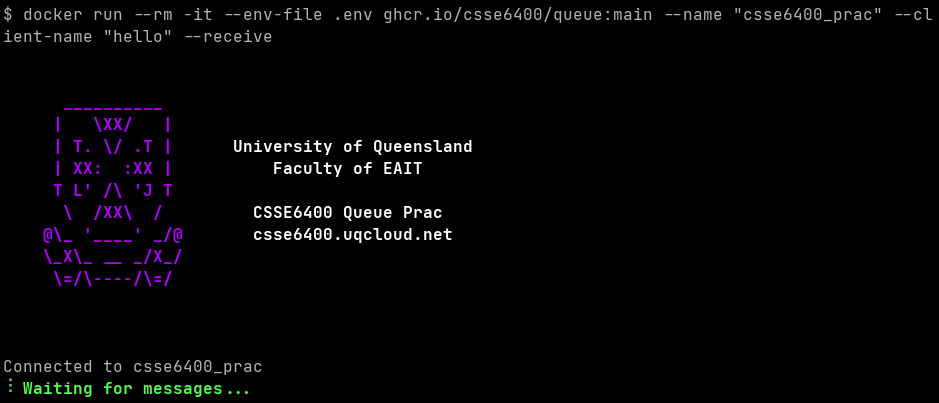 $ docker run --rm -it --env-file .env ghcr.io/csse6400/queue:main --name "csse6400_prac" --cl
ient-name "hello" --receive
      __________
     |   \XX/   |
     | T. \/ .T |      University of Queensland
     | XX:  :XX |          Faculty of EAIT
     T L' /\ 'J T
      \  /XX\  /         CSSE6400 Queue Prac
    @\_ '____' _/@       csse6400.uqcloud.net
    \_X\_ __ _/X_/
     \=/\----/\=/
Connected to csse6400_prac
⠸ Waiting for messages...